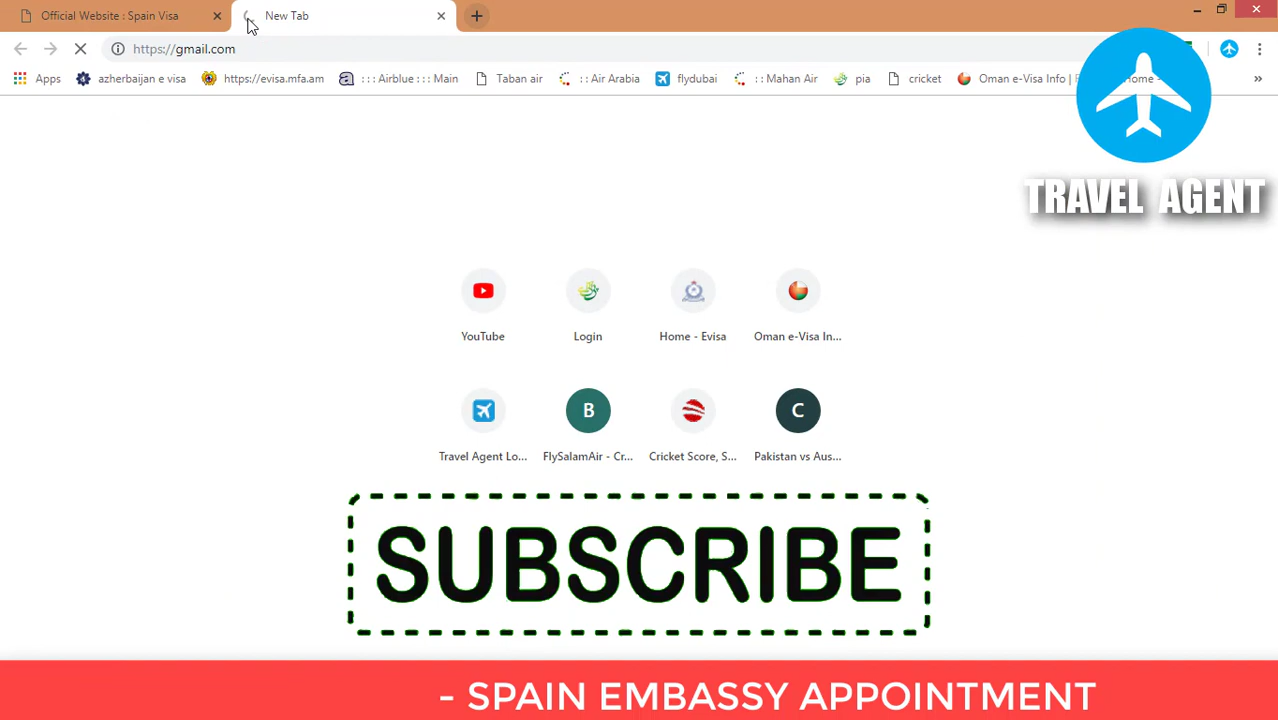 Official Website : Spain Visa
New Tab
https://gmail.com
Apps
azherbaijan e visa
https://evisa.mfa.am
: : : Airblue : : : Main
Taban air
: : Air Arabia
flydubai
: : Mahan Air
pia
cricket
Oman e-Visa Info |
Home -
TRAVEL AGENT
YouTube
Login
Home - Evisa
Oman e-Visa In...
B
C
Travel Agent Lo...
FlySalamAir - Cr...
Cricket Score, S...
Pakistan vs Aus...
SUBSCRIBE
- SPAIN EMBASSY APPOINTMENT